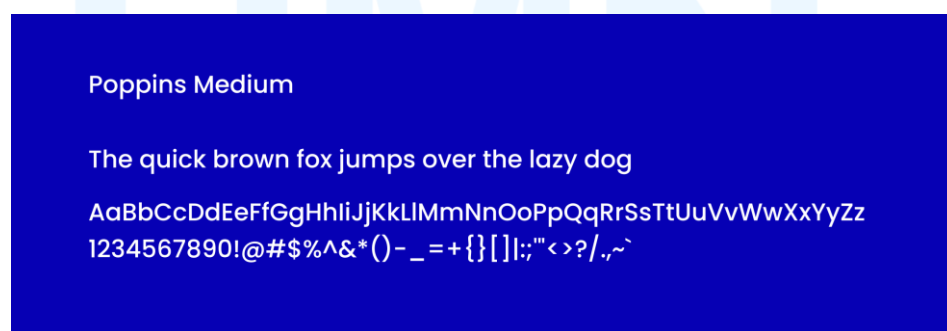 Poppins Medium
The quick brown fox jumps over the lazy dog
AaBbCcDdEeFfGgHhIiJjKkLlMmNnOoPpQqRrSsTtUuVvWwXxYyZz
1234567890!@#$%^&*()-_=+{}[]|:;'"<>?/.,~`